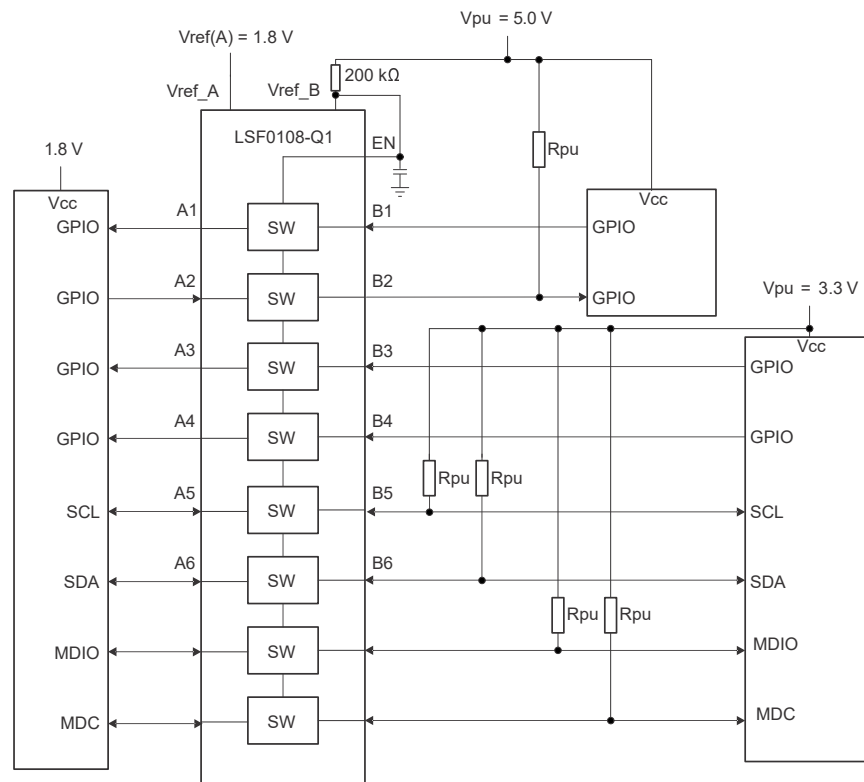 Vpu = 5.0 V
Vref(A) = 1.8 V
200 kΩ
Vref_A
Vref_B
LSF0108-Q1
EN
Rpu
1.8 V
Vcc
Vcc
GPIO
A1
SW
B1
GPIO
GPIO
A2
SW
B2
GPIO
Vpu = 3.3 V
Vcc
GPIO
A3
SW
B3
GPIO
GPIO
A4
SW
B4
GPIO
Rpu
Rpu
SCL
A5
SW
B5
SCL
SDA
A6
SW
B6
SDA
Rpu
Rpu
MDIO
SW
MDIO
MDC
SW
MDC